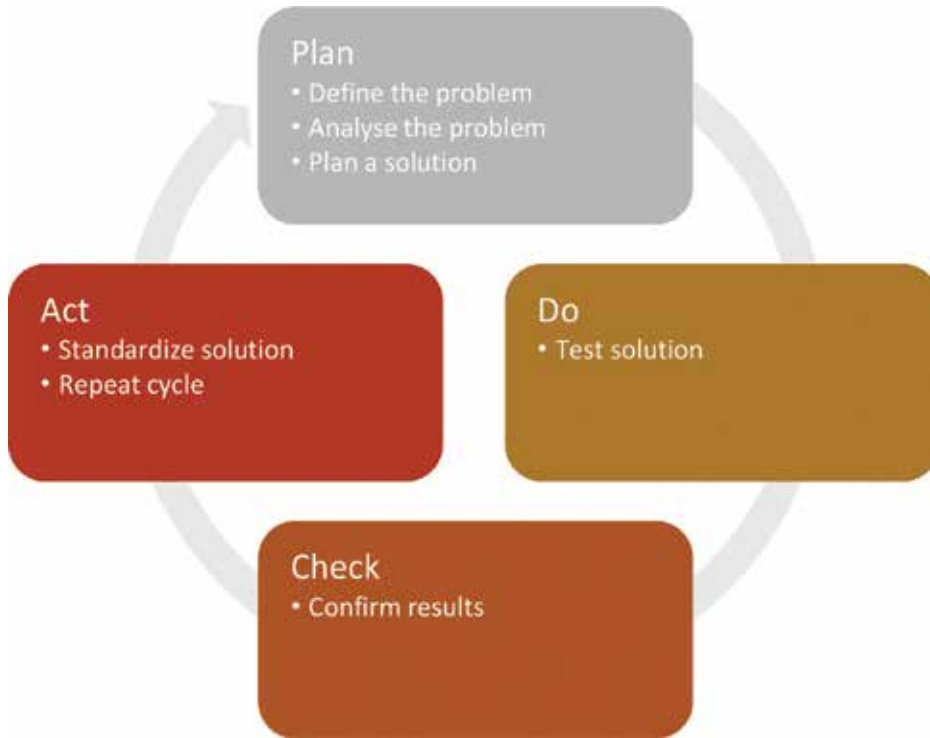 Plan
• Define the problem
• Analyse the problem
• Plan a solution
Do
• Test solution
Check
• Confirm results
Act
• Standardize solution
• Repeat cycle